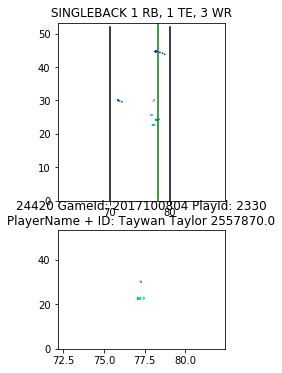 SINGLEBACK 1 RB, 1 TE, 3 WR
50
40
30
20
10
0
70 80
24420 GameId: 2017100804 PlayId: 2330
PlayerName + ID: Taywan Taylor 2557870.0
40
20
0
72.5 75.0 77.5 80.0